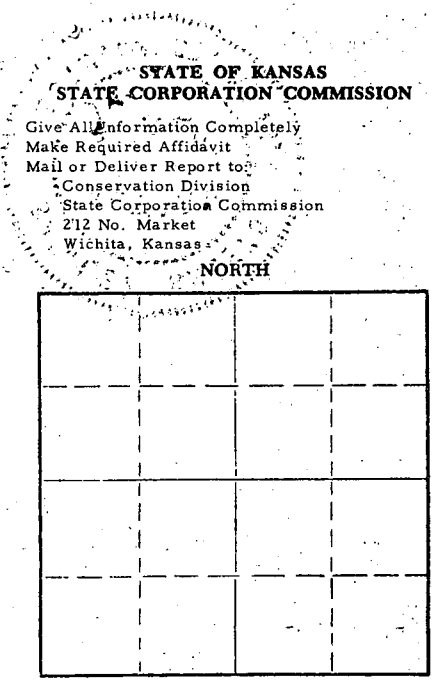 STATE OF KANSAS
STATE CORPORATION COMMISSION
Give All Information Completely
Make Required Affidavit
Mail or Deliver Report to:
Conservation Division
State Corporation Commission
212 No. Market
Wichita, Kansas
NORTH